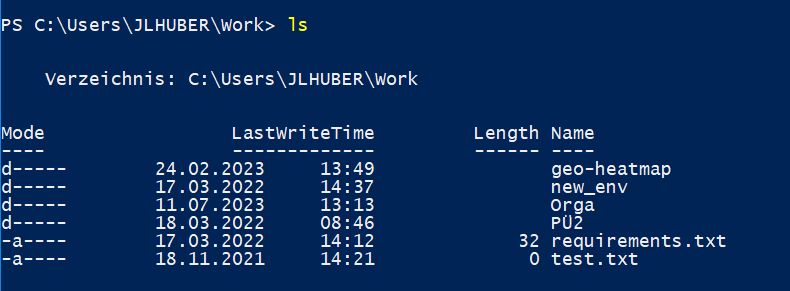 PS C:\Users\JLHUBER\Work> ls
Verzeichnis: C:\Users\JLHUBER\Work
Mode LastWriteTime Length Name
---- ------------- ------ ----
d----- 24.02.2023 13:49 geo-heatmap
d----- 17.03.2022 14:37 new_env
d----- 11.07.2023 13:13 Orga
d----- 18.03.2022 08:46 PÜ2
-a---- 17.03.2022 14:12 32 requirements.txt
-a---- 18.11.2021 14:21 0 test.txt